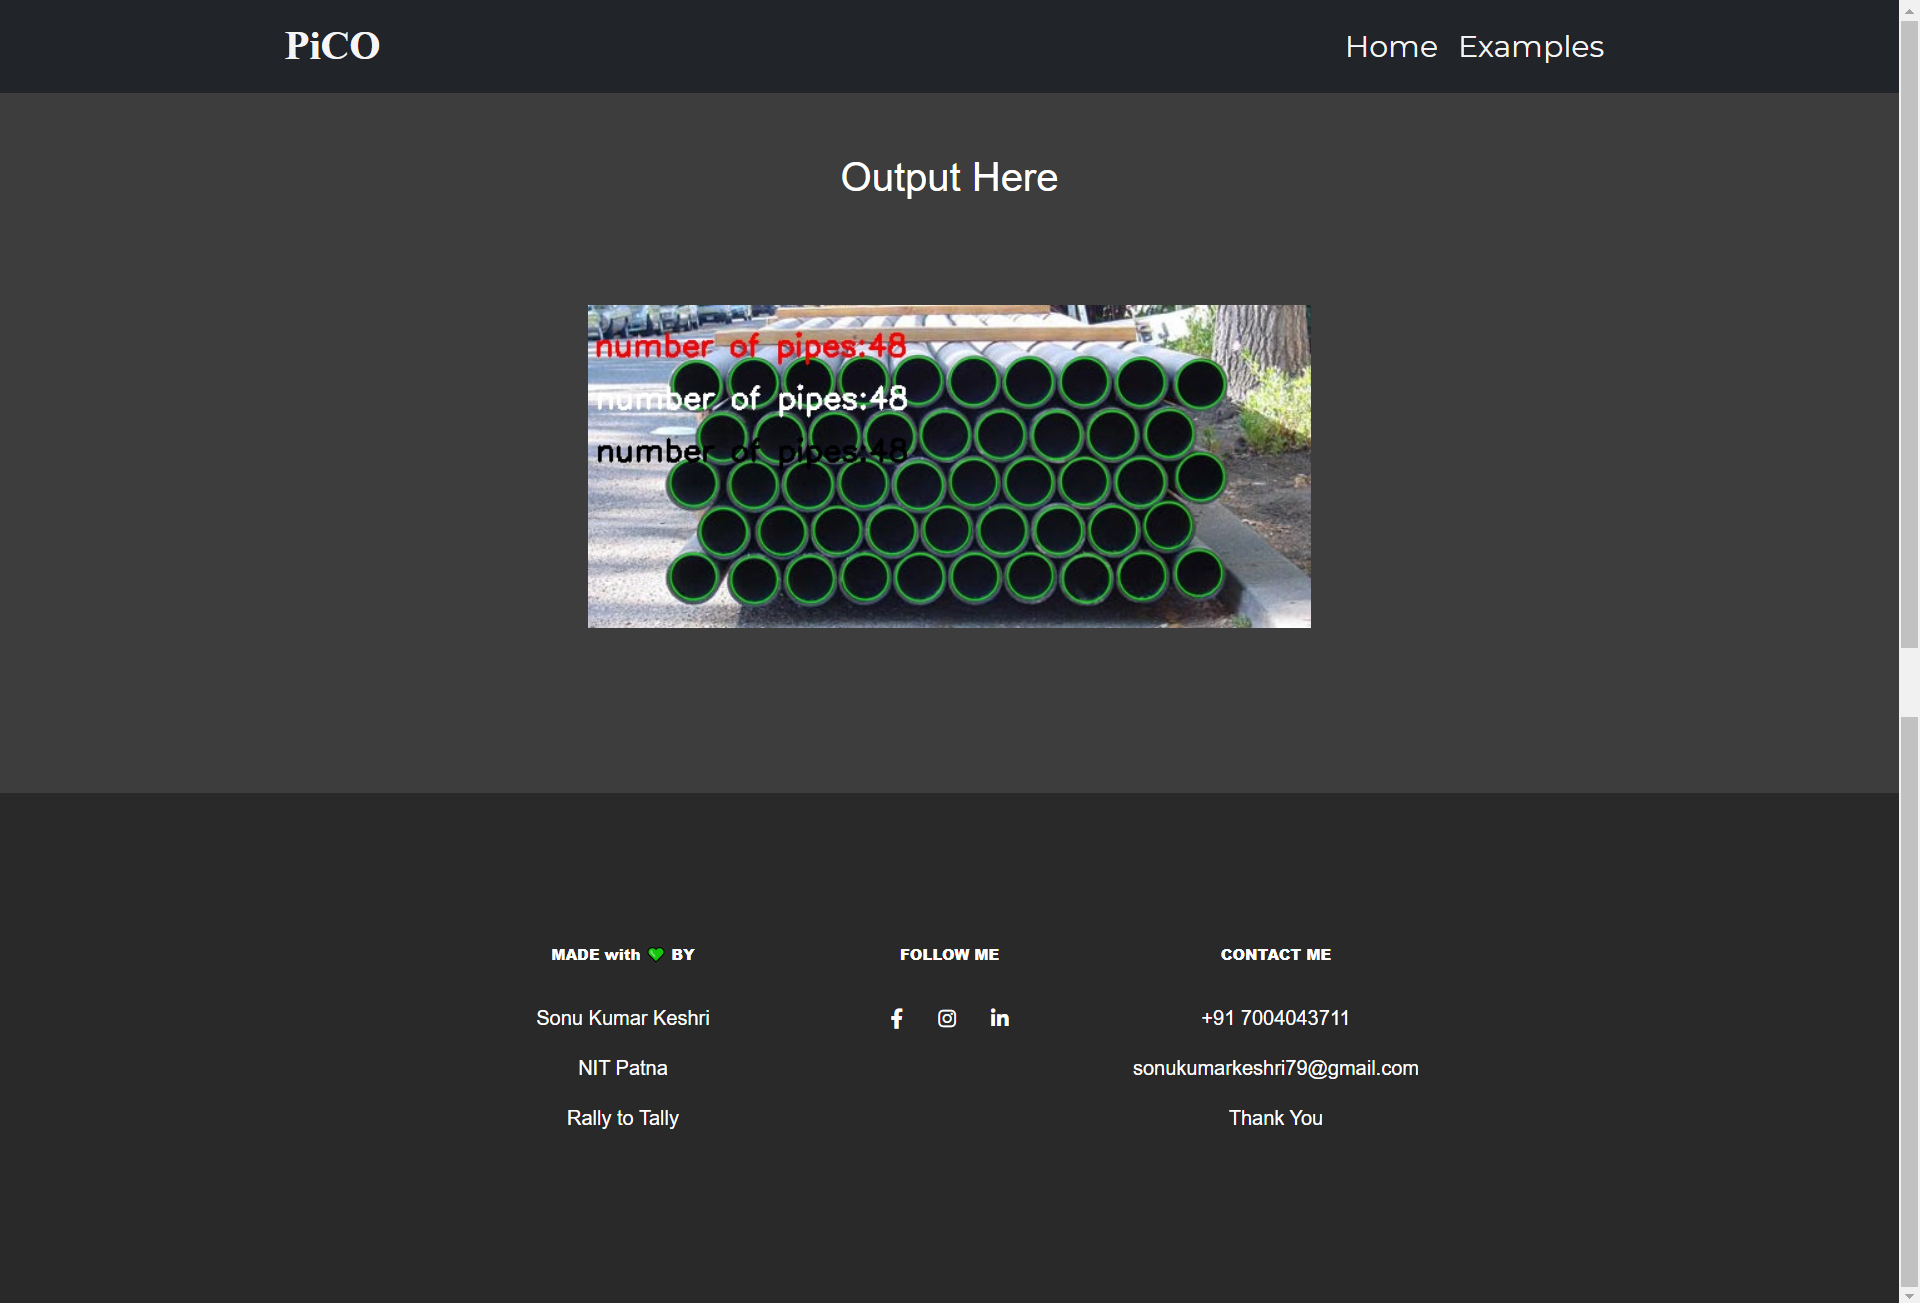 PiCO
Home Examples
Output Here
number of pipes:48
number of pipes:48
number of pipes:48
MADE with 💚 BY
Sonu Kumar Keshri
NIT Patna
Rally to Tally
FOLLOW ME
CONTACT ME
+91 7004043711
sonukumarkeshri79@gmail.com
Thank You